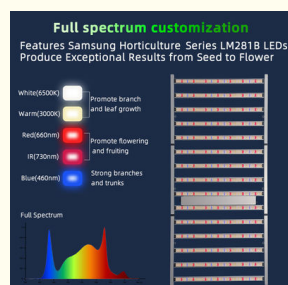 Full spectrum customization
Features Samsung Horticulture Series LM281B LEDs
Produce Exceptional Results from Seed to Flower
White(6500K)
Promote branch
and leaf growth
Warm(3000K)
Red(660nm)
Promote flowering
and fruiting
IR(730nm)
Blue(460nm)
Strong branches
and trunks
Full Spectrum